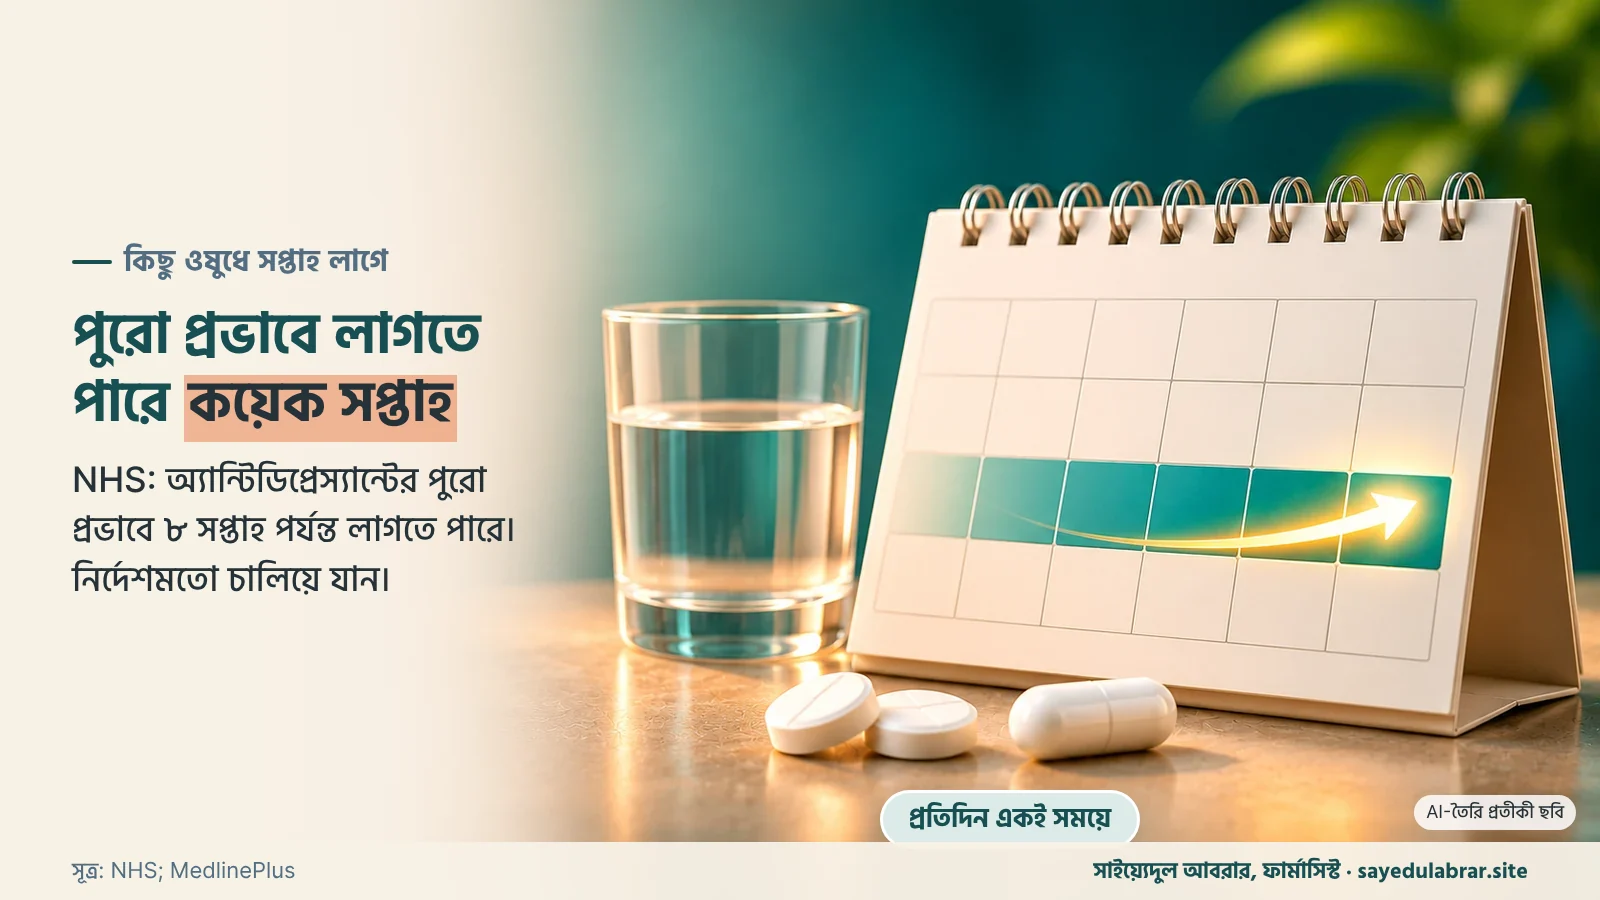 কিছু ওষুধে সপ্তাহ লাগে
পুরো প্রভাবে লাগতে
পারে কয়েক সপ্তাহ
NHS: অ্যান্টিডিপ্রেস্যান্টের পুরো
প্রভাবে ৮ সপ্তাহ পর্যন্ত লাগতে পারে।
নির্দেশমতো চালিয়ে যান।
প্রতিদিন একই সময়ে
AI-তৈরি প্রতীকী ছবি
সূত্র: NHS; MedlinePlus
সাইয়্যেদুল আবরার, ফার্মাসিস্ট · sayedulabrar.site